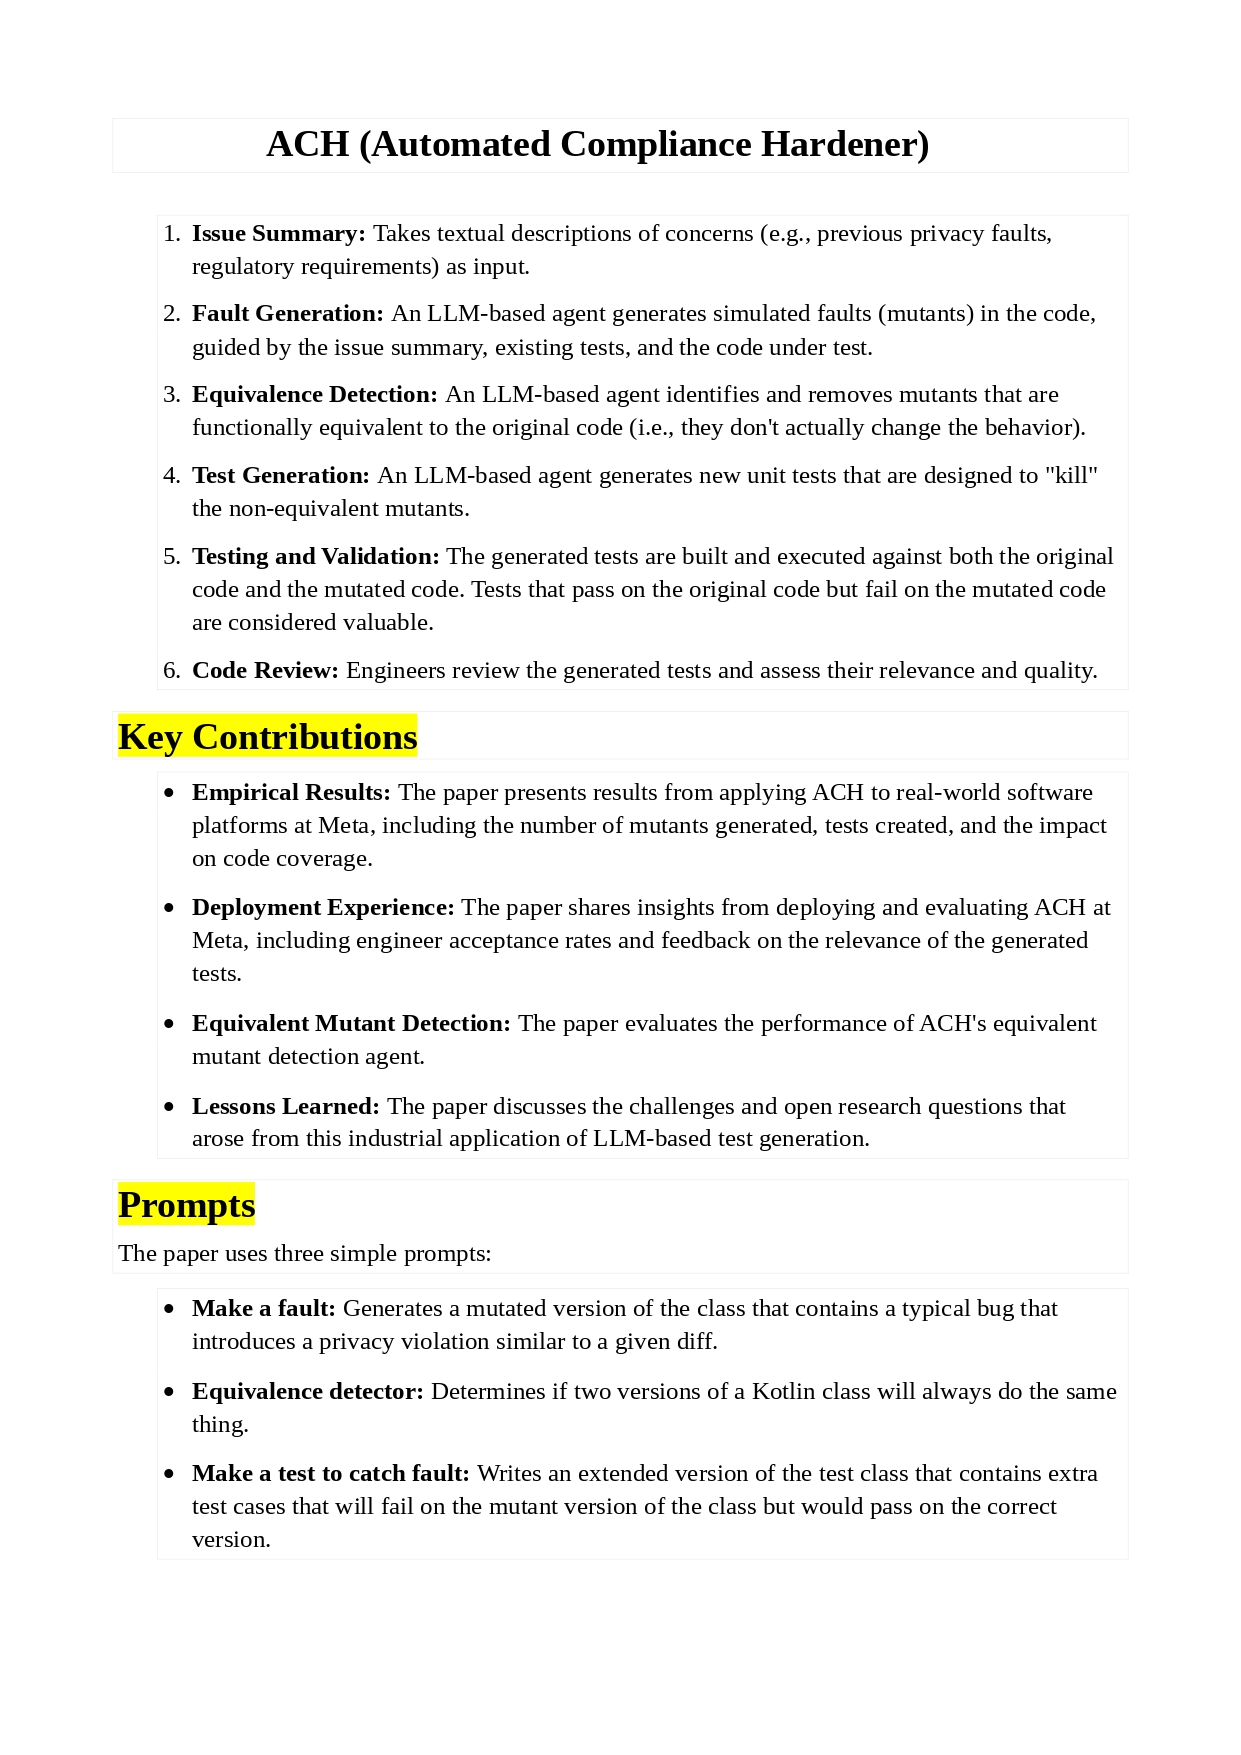 ACH (Automated Compliance Hardener)
1. Issue Summary: Takes textual descriptions of concerns (e.g., previous privacy faults,
regulatory requirements) as input.
2. Fault Generation: An LLM-based agent generates simulated faults (mutants) in the code,
guided by the issue summary, existing tests, and the code under test.
3. Equivalence Detection: An LLM-based agent identifies and removes mutants that are
functionally equivalent to the original code (i.e., they don't actually change the behavior).
4. Test Generation: An LLM-based agent generates new unit tests that are designed to "kill"
the non-equivalent mutants.
5. Testing and Validation: The generated tests are built and executed against both the original
code and the mutated code. Tests that pass on the original code but fail on the mutated code
are considered valuable.
6. Code Review: Engineers review the generated tests and assess their relevance and quality.
Key Contributions
• Empirical Results: The paper presents results from applying ACH to real-world software
platforms at Meta, including the number of mutants generated, tests created, and the impact
on code coverage.
• Deployment Experience: The paper shares insights from deploying and evaluating ACH at
Meta, including engineer acceptance rates and feedback on the relevance of the generated
tests.
• Equivalent Mutant Detection: The paper evaluates the performance of ACH's equivalent
mutant detection agent.
• Lessons Learned: The paper discusses the challenges and open research questions that
arose from this industrial application of LLM-based test generation.
Prompts
The paper uses three simple prompts:
• Make a fault: Generates a mutated version of the class that contains a typical bug that
introduces a privacy violation similar to a given diff.
• Equivalence detector: Determines if two versions of a Kotlin class will always do the same
thing.
• Make a test to catch fault: Writes an extended version of the test class that contains extra
test cases that will fail on the mutant version of the class but would pass on the correct
version.